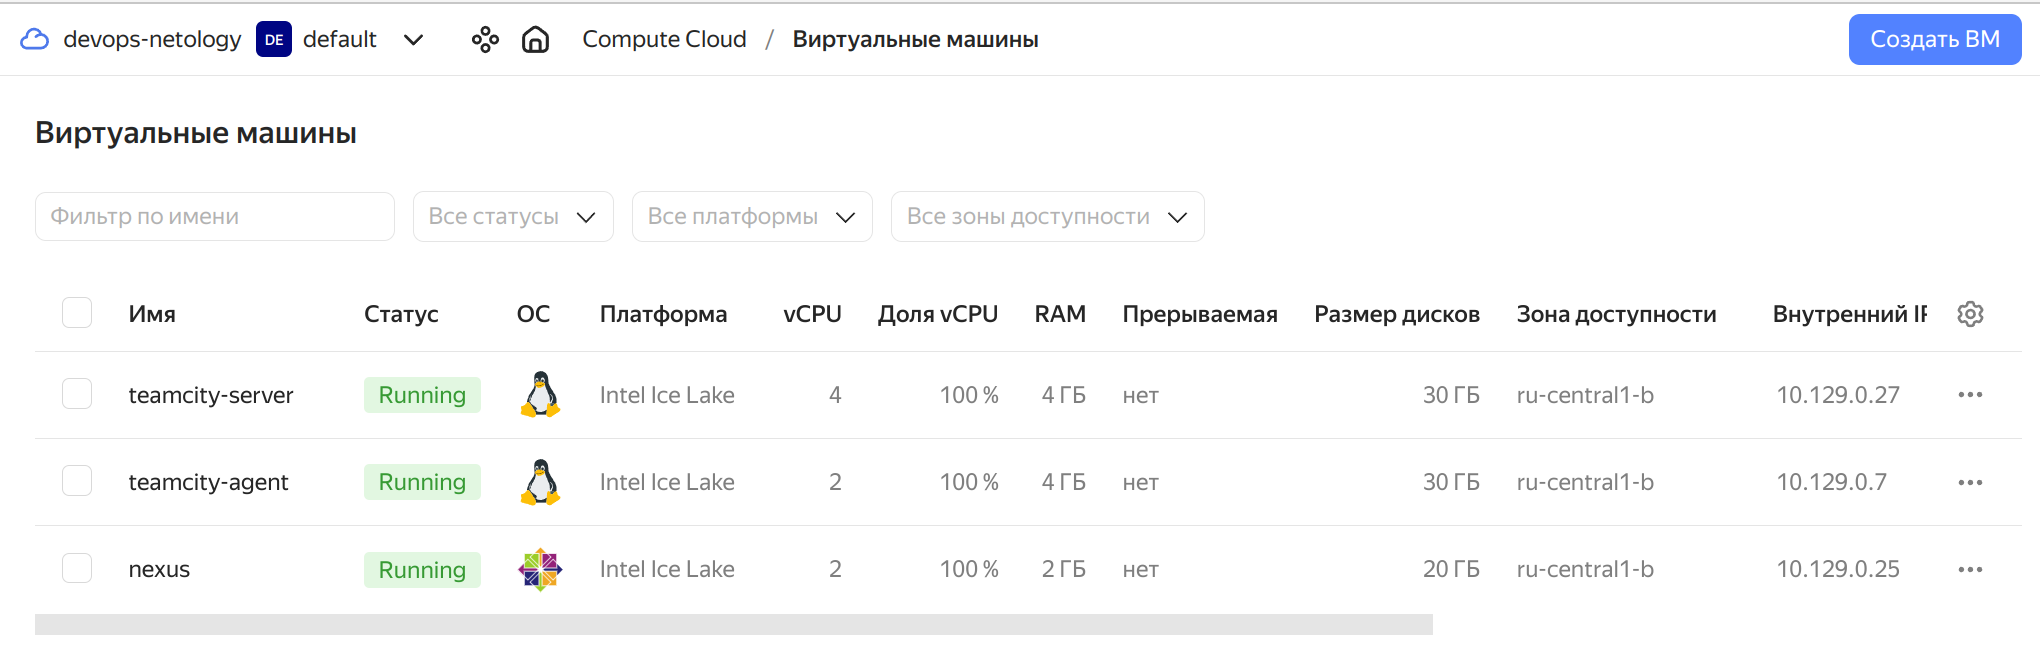 devops-netology DE default Compute Cloud / Виртуальные машины Создать ВМ
Виртуальные машины
Фильтр по имени Все статусы Все платформы Все зоны доступности
Имя Статус ОС Платформа vCPU Доля vCPU RAM Прерываемая Размер дисков Зона доступности Внутренний IP
teamcity-server Running Intel Ice Lake 4 100 % 4 ГБ нет 30 ГБ ru-central1-b 10.129.0.27
teamcity-agent Running Intel Ice Lake 2 100 % 4 ГБ нет 30 ГБ ru-central1-b 10.129.0.7
nexus Running Intel Ice Lake 2 100 % 2 ГБ нет 20 ГБ ru-central1-b 10.129.0.25